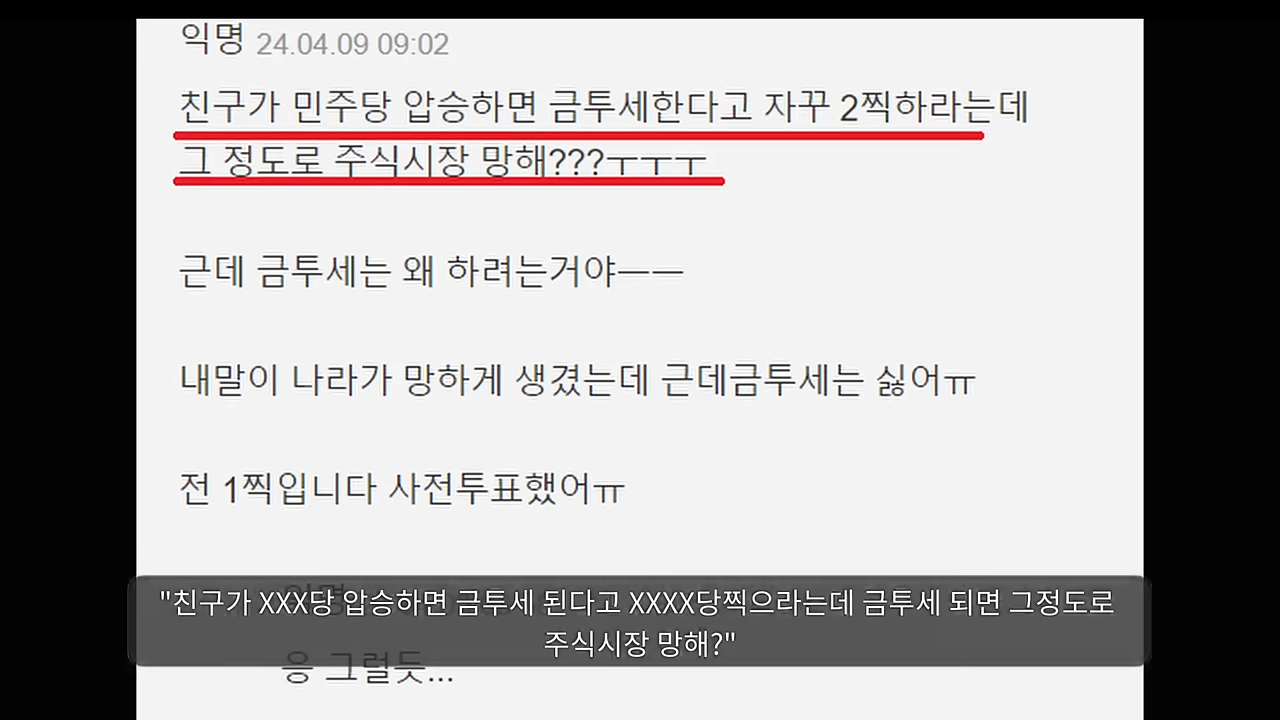 익명 24.04.09 09:02
친구가 민주당 압승하면 금투세한다고 자꾸 2찍하라는데
그 정도로 주식시장 망해???ㅜㅜㅜ
근데 금투세는 왜 하려는거야ㅡㅡ
내말이 나라가 망하게 생겼는데 근데금투세는 싫어ㅠ
전 1찍입니다 사전투표했어ㅠ
"친구가 XXX당 압승하면 금투세 된다고 XXXX당찍으라는데 금투세 되면 그정도로
주식시장 망해?"
응 그럴듯...